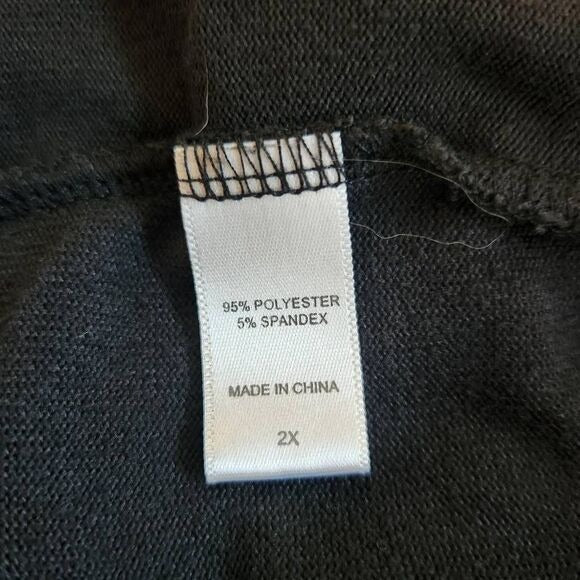 95% POLYESTER
5% SPANDEX
MADE IN CHINA
2X